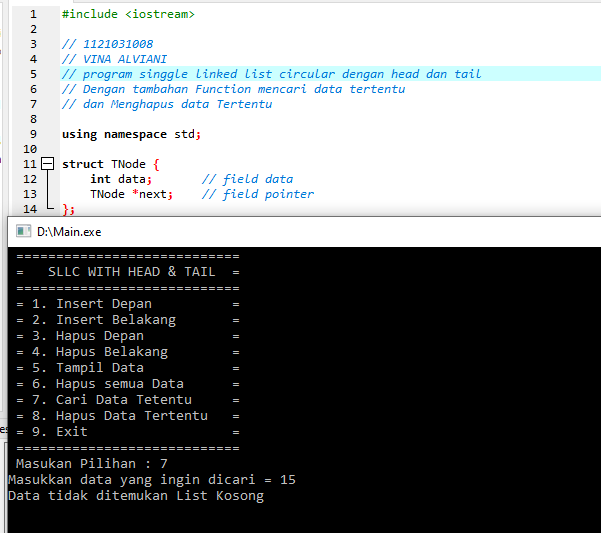 1 #include <iostream>
2
3 // 1121031008
4 // VINA ALVIANI
5 // program singgle linked list circular dengan head dan tail
6 // Dengan tambahan Function mencari data tertentu
7 // dan Menghapus data Tertentu
8
9 using namespace std;
10
11 struct TNode {
12 int data; // field data
13 TNode *next; // field pointer
14 };
D:\Main.exe
============================
= SLLC WITH HEAD & TAIL =
============================
= 1. Insert Depan =
= 2. Insert Belakang =
= 3. Hapus Depan =
= 4. Hapus Belakang =
= 5. Tampil Data =
= 6. Hapus semua Data =
= 7. Cari Data Tetentu =
= 8. Hapus Data Tertentu =
= 9. Exit =
============================
Masukan Pilihan : 7
Masukkan data yang ingin dicari = 15
Data tidak ditemukan List Kosong